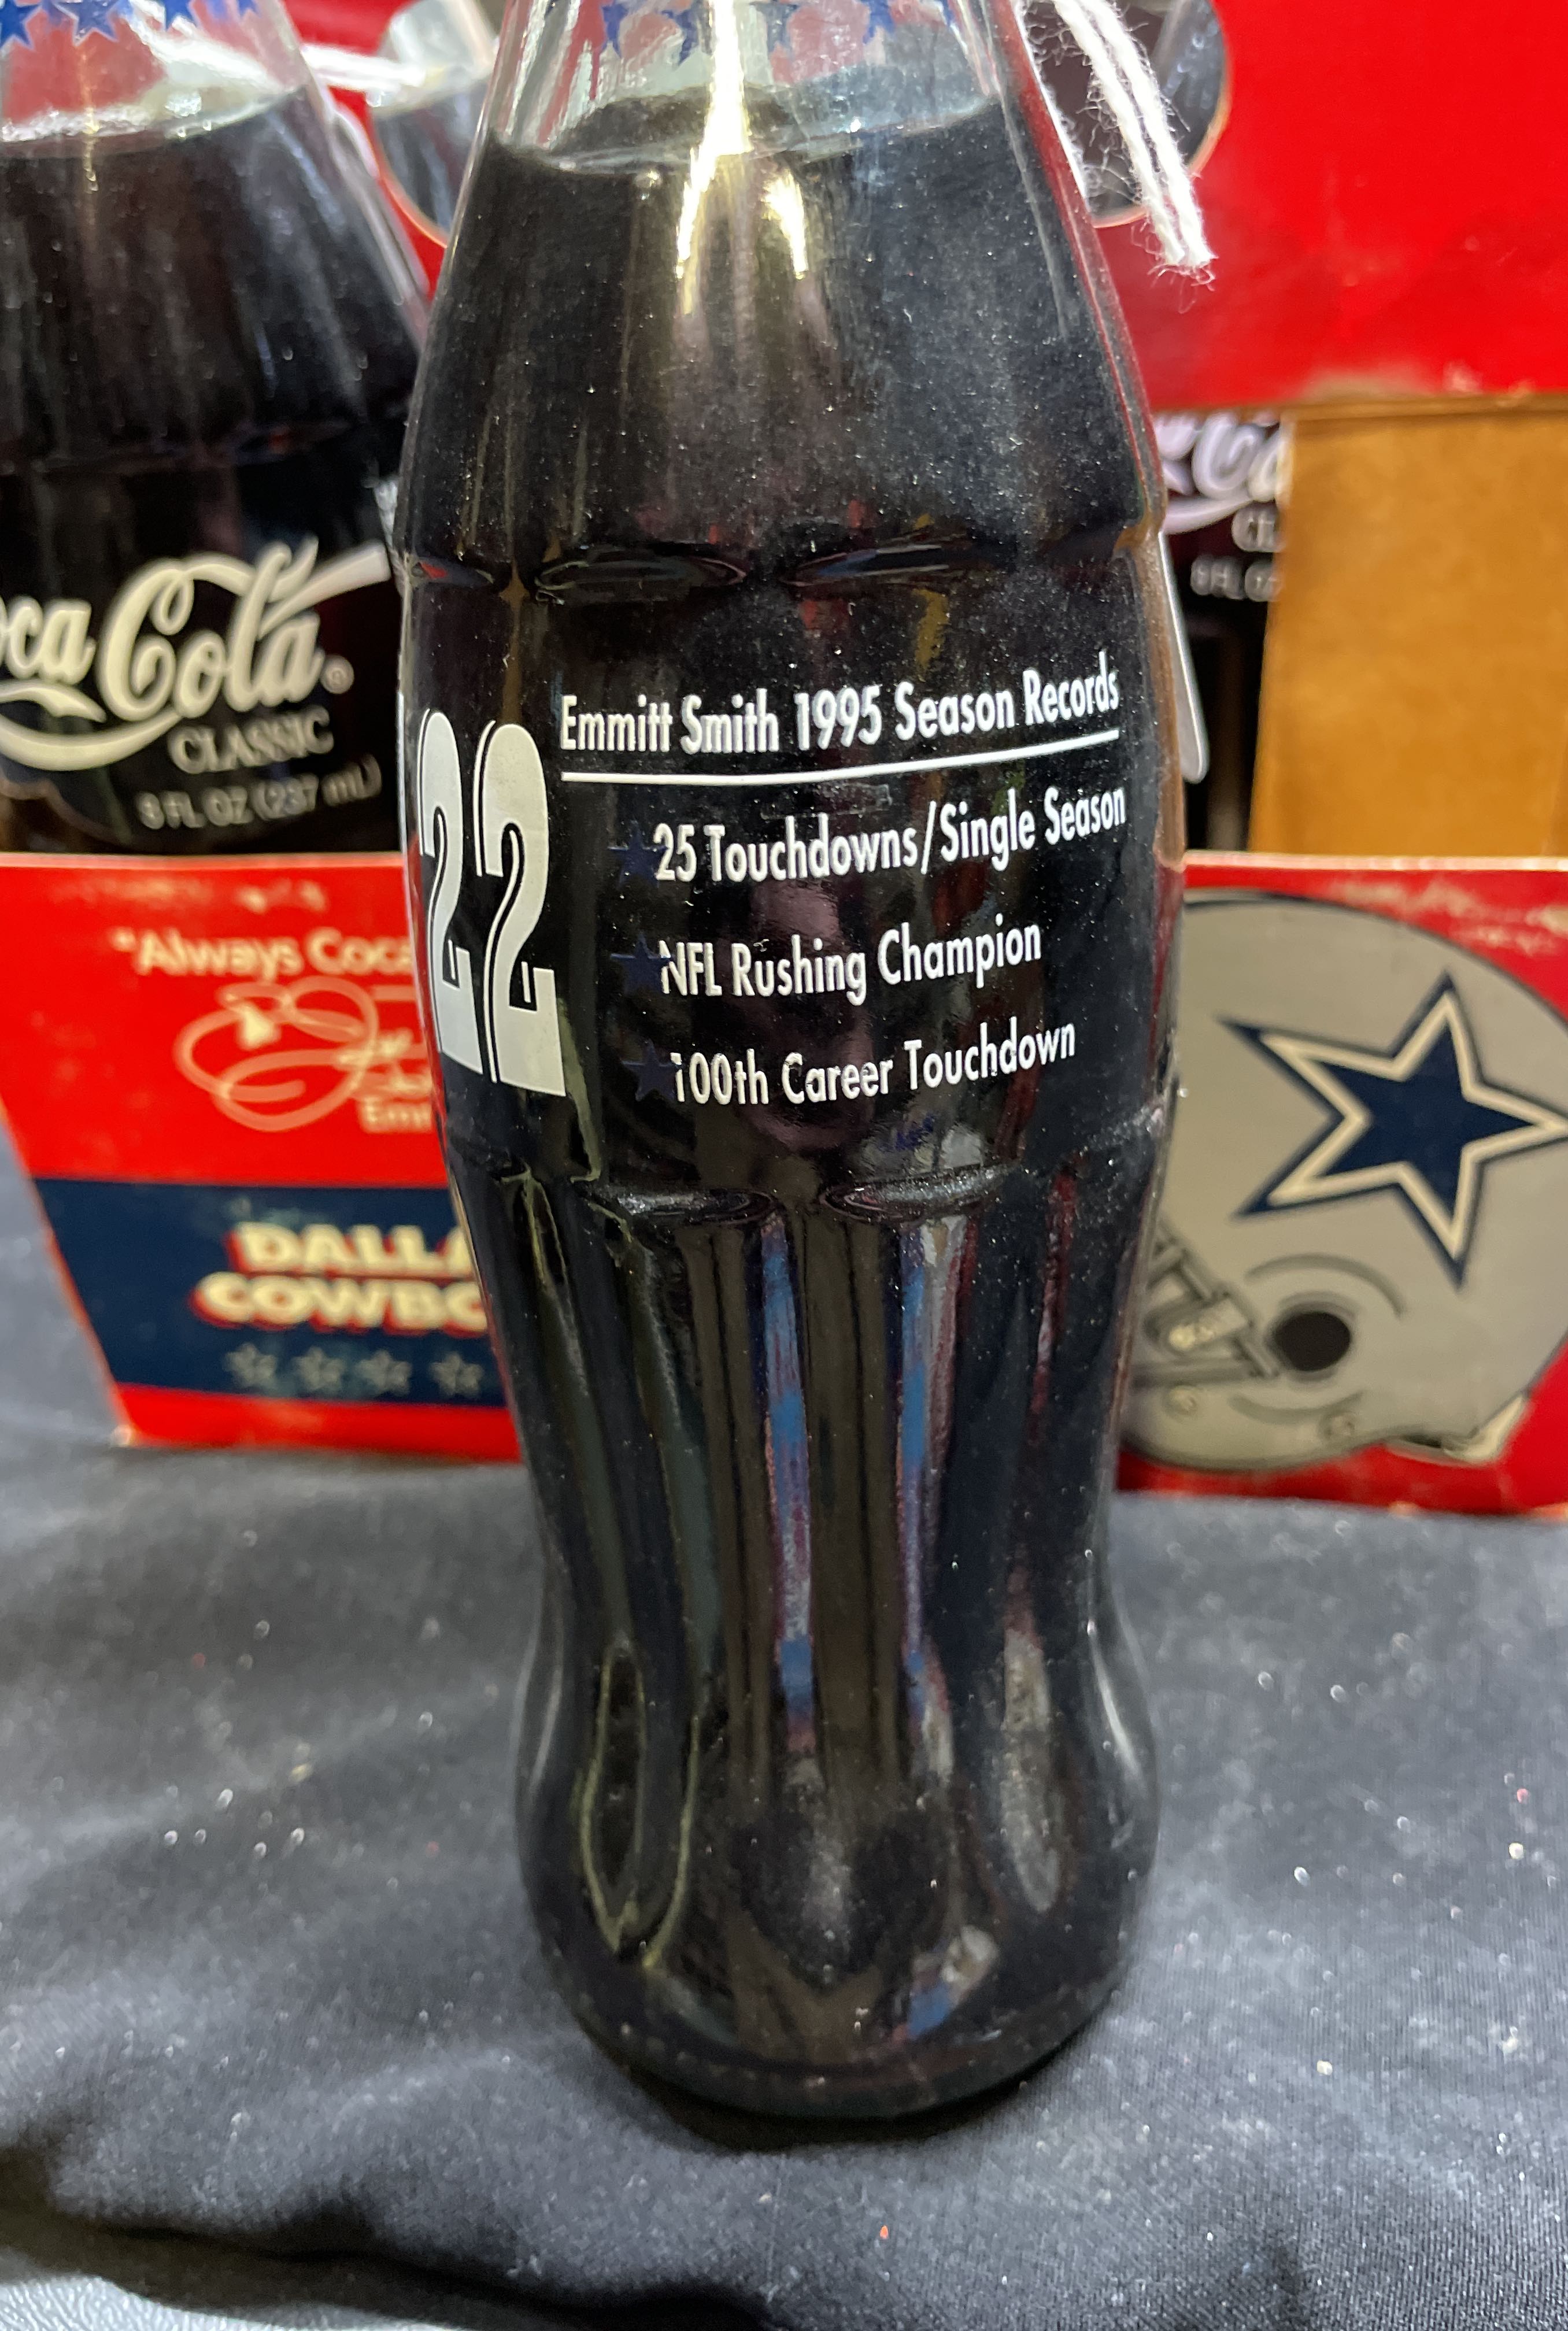 Coca-Cola
CLASSIC
8 FL OZ (237 mL)
22
Emmitt Smith 1995 Season Records
25 Touchdowns/Single Season
NFL Rushing Champion
100th Career Touchdown
"Always Coca
DALLA
COWBO